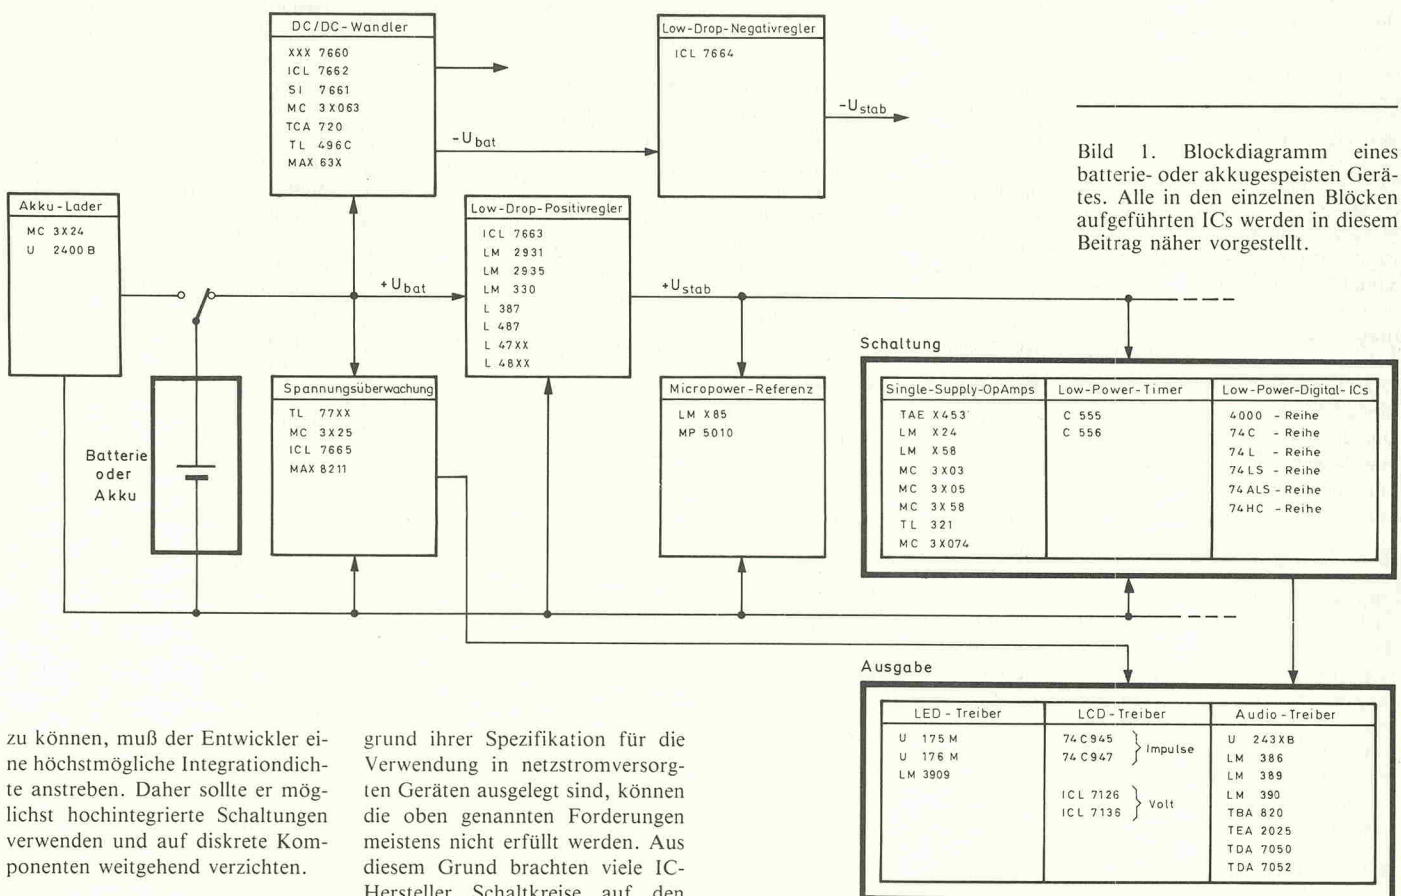 DC/DC-Wandler
XXX 7660
ICL 7662
SI 7661
MC 3X063
TCA 720
TL 496C
MAX 63X
Low-Drop-Negativregler
ICL 7664
-U stab
-U bat
Bild 1. Blockdiagramm eines
batterie- oder akkugespeisten Gerä-
tes. Alle in den einzelnen Blöcken
aufgeführten ICs werden in diesem
Beitrag näher vorgestellt.
Akku-Lader
MC 3X24
U 2400 B
Low-Drop-Positivregler
ICL 7663
LM 2931
LM 2935
LM 330
L 387
L 487
L 47XX
L 48XX
+U bat
+U stab
Batterie
oder
Akku
Spannungsüberwachung
TL 77XX
MC 3X25
ICL 7665
MAX 8211
Micropower-Referenz
LM X85
MP 5010
Schaltung
Single-Supply-OpAmps
TAE X453
LM X24
LM X58
MC 3X03
MC 3X05
MC 3X58
TL 321
MC 3X074
Low-Power-Timer
C 555
C 556
Low-Power-Digital-ICs
4000 - Reihe
74C - Reihe
74L - Reihe
74LS - Reihe
74ALS - Reihe
74HC - Reihe
Ausgabe
LED-Treiber
U 175 M
U 176 M
LM 3909
LCD-Treiber
74C945
74C947
Impulse
ICL 7126
ICL 7136
Volt
Audio-Treiber
U 243XB
LM 386
LM 389
LM 390
TBA 820
TEA 2025
TDA 7050
TDA 7052
zu können, muß der Entwickler ei-
ne höchstmögliche Integrationdich-
te anstreben. Daher sollte er mög-
lichst hochintegrierte Schaltungen
verwenden und auf diskrete Kom-
ponenten weitgehend verzichten.
grund ihrer Spezifikation für die
Verwendung in netzstromversorg-
ten Geräten ausgelegt sind, können
die oben genannten Forderungen
meistens nicht erfüllt werden. Aus
diesem Grund brachten viele IC-
Hersteller Schaltkreise auf den